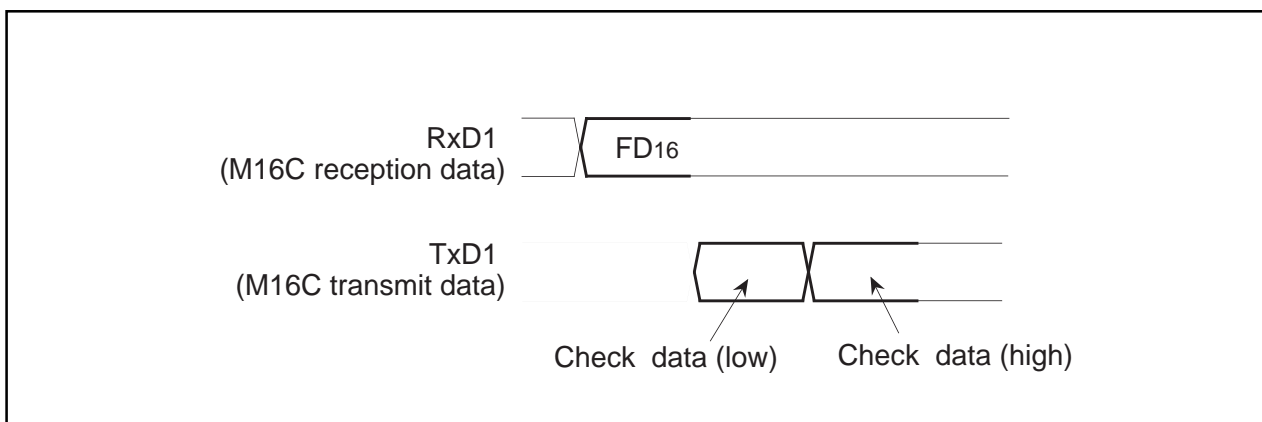 RxD1
(M16C reception data)
FD16
TxD1
(M16C transmit data)
Check data (low)
Check data (high)